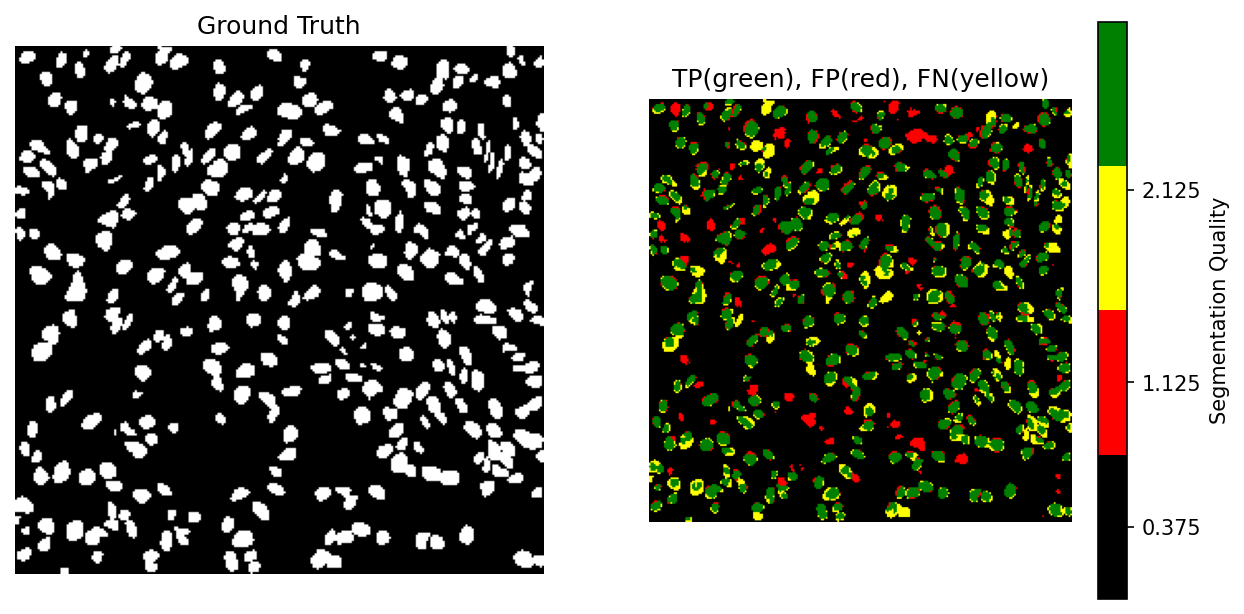 Ground Truth
TP(green), FP(red), FN(yellow)
2.125
1.125
0.375
Segmentation Quality